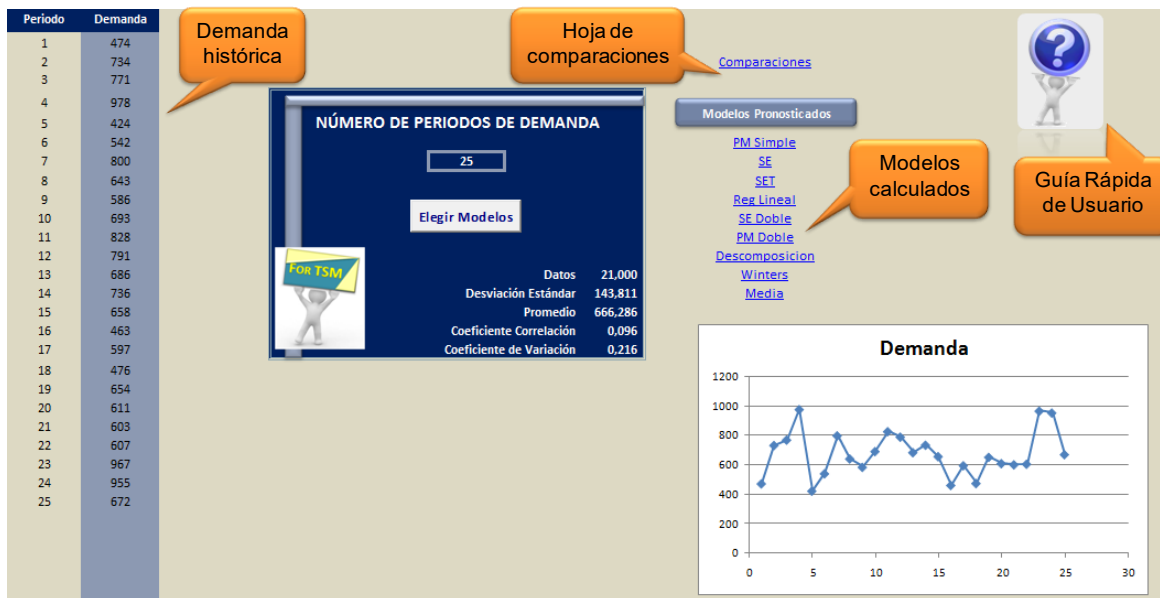 Periodo Demanda
1 474
2 734
3 771
4 978
5 424
6 542
7 800
8 643
9 586
10 693
11 828
12 791
13 686
14 736
15 658
16 463
17 597
18 476
19 654
20 611
21 603
22 607
23 967
24 955
25 672
Demanda
histórica
Hoja de
comparaciones
Comparaciones
NÚMERO DE PERIODOS DE DEMANDA
25
Elegir Modelos
FOR TSM
Datos 21,000
Desviación Estándar 143,811
Promedio 666,286
Coeficiente Correlación 0,096
Coeficiente de Variación 0,216
Modelos Pronosticados
PM Simple
SE
SET
Reg Lineal
SE Doble
PM Doble
Descomposicion
Winters
Media
Modelos
calculados
?
Guía Rápida
de Usuario
Demanda
1200
1000
800
600
400
200
0
0 5 10 15 20 25 30